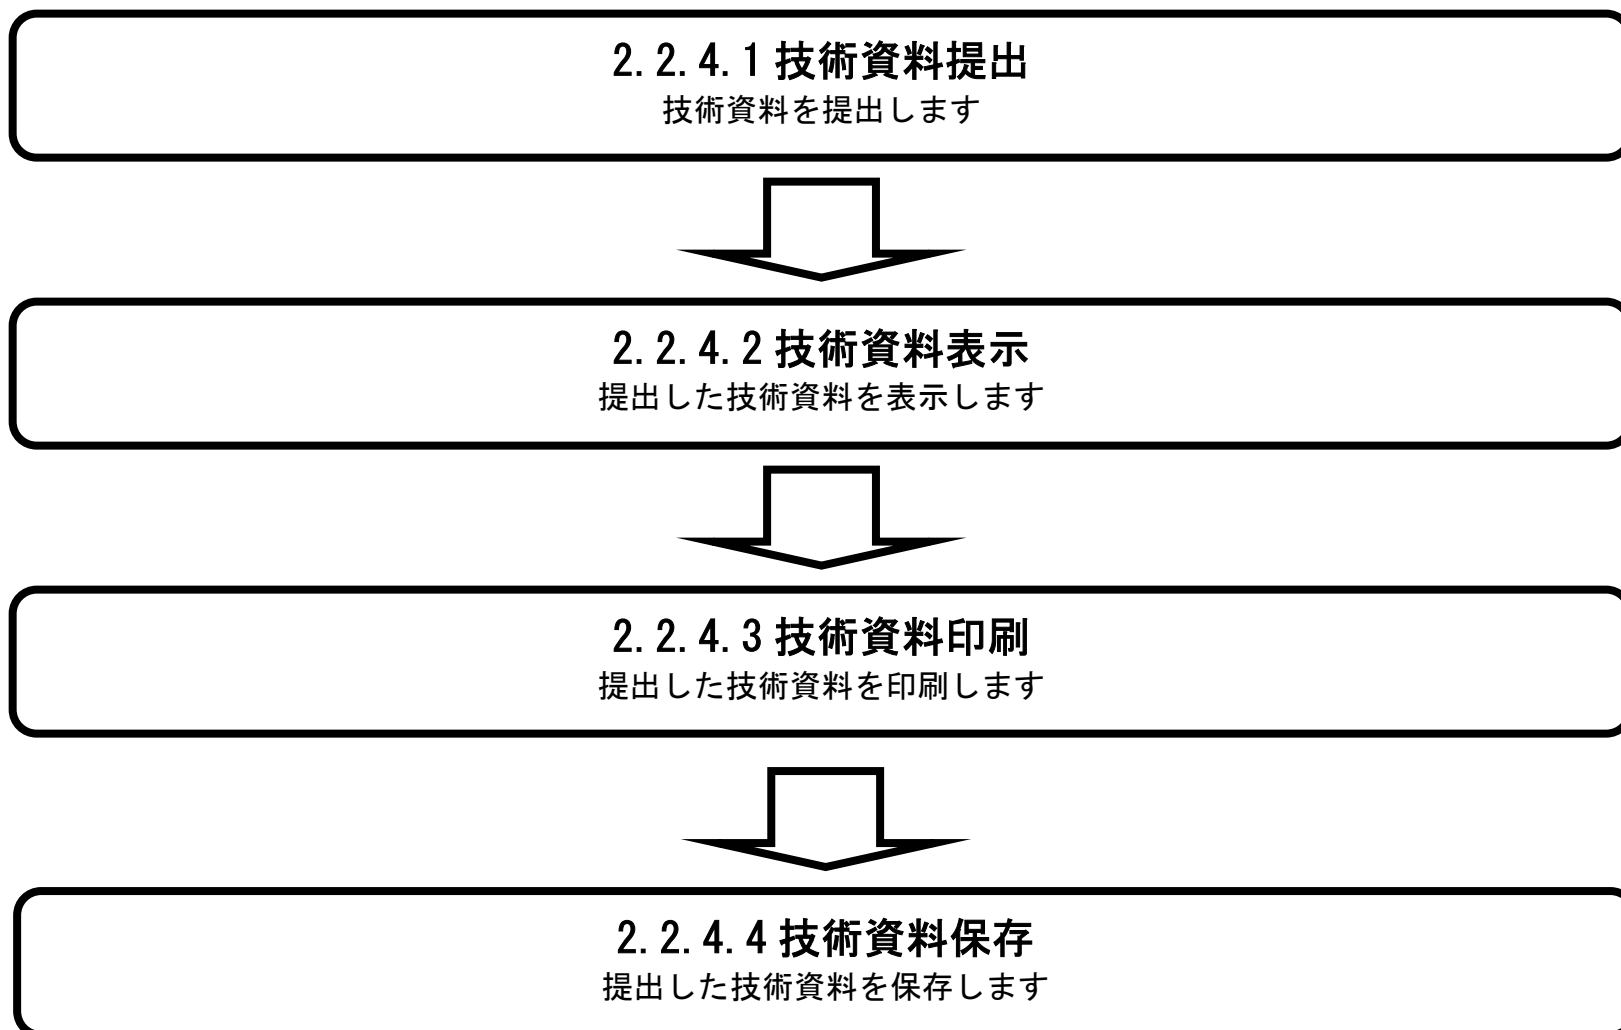 2.2.4.1 技術資料提出
技術資料を提出します
2.2.4.2 技術資料表示
提出した技術資料を表示します
2.2.4.3 技術資料印刷
提出した技術資料を印刷します
2.2.4.4 技術資料保存
提出した技術資料を保存します